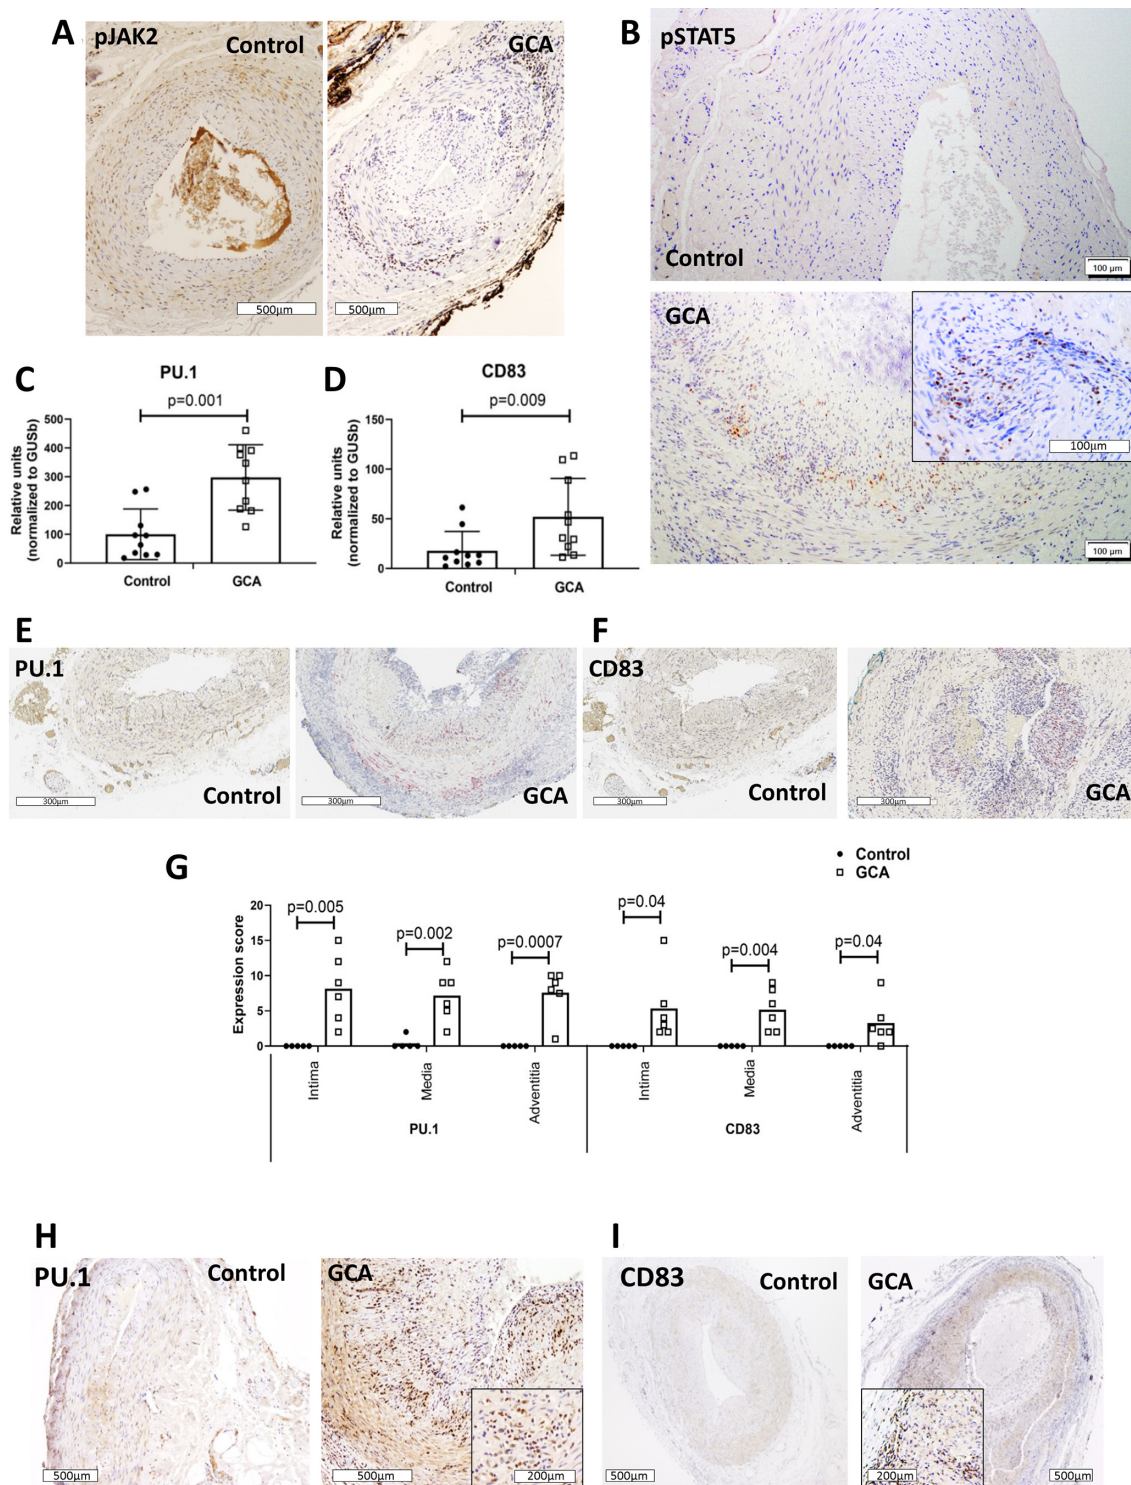 A
pJAK2
Control
500µm
GCA
500µm
B
pSTAT5
Control
100 µm
GCA
100µm
100 µm
C
PU.1
p=0.001
Relative units
(normalized to GUSb)
500
400
300
200
100
0
Control
GCA
D
CD83
p=0.009
Relative units
(normalized to GUSb)
150
100
50
0
Control
GCA
E
PU.1
300µm
Control
300µm
GCA
F
CD83
300µm
Control
300µm
GCA
G
Control
GCA
Expression score
20
15
10
5
0
p=0.005
p=0.002
p=0.0007
p=0.04
p=0.004
p=0.04
Intima
Media
Adventitia
Intima
Media
Adventitia
PU.1
CD83
H
PU.1
Control
500µm
GCA
500µm
200µm
I
CD83
Control
500µm
GCA
200µm
500µm